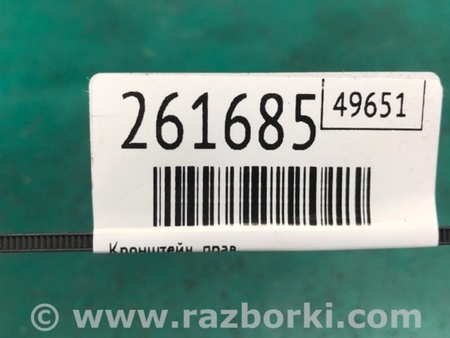 261685
49651
Кронштейн прав
© www.razborki.com